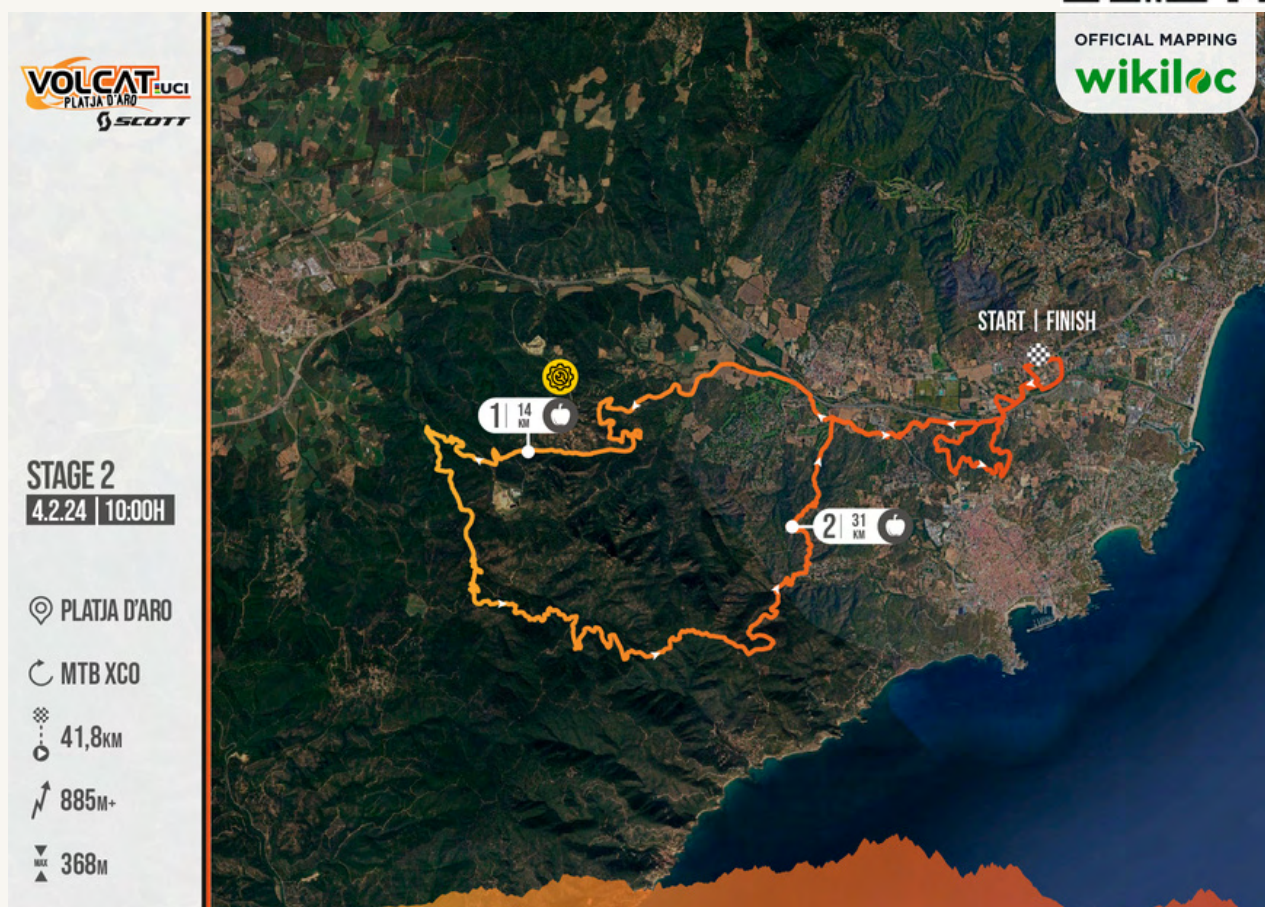 OFFICIAL MAPPING
wikiloc
VOLCAT UCI
PLATJA D'ARO
SCOTT
START | FINISH
1 | 14 KM
2 | 31 KM
STAGE 2
4.2.24 | 10:00H
PLATJA D'ARO
MTB XCO
41,8KM
885M+
MAX
368M